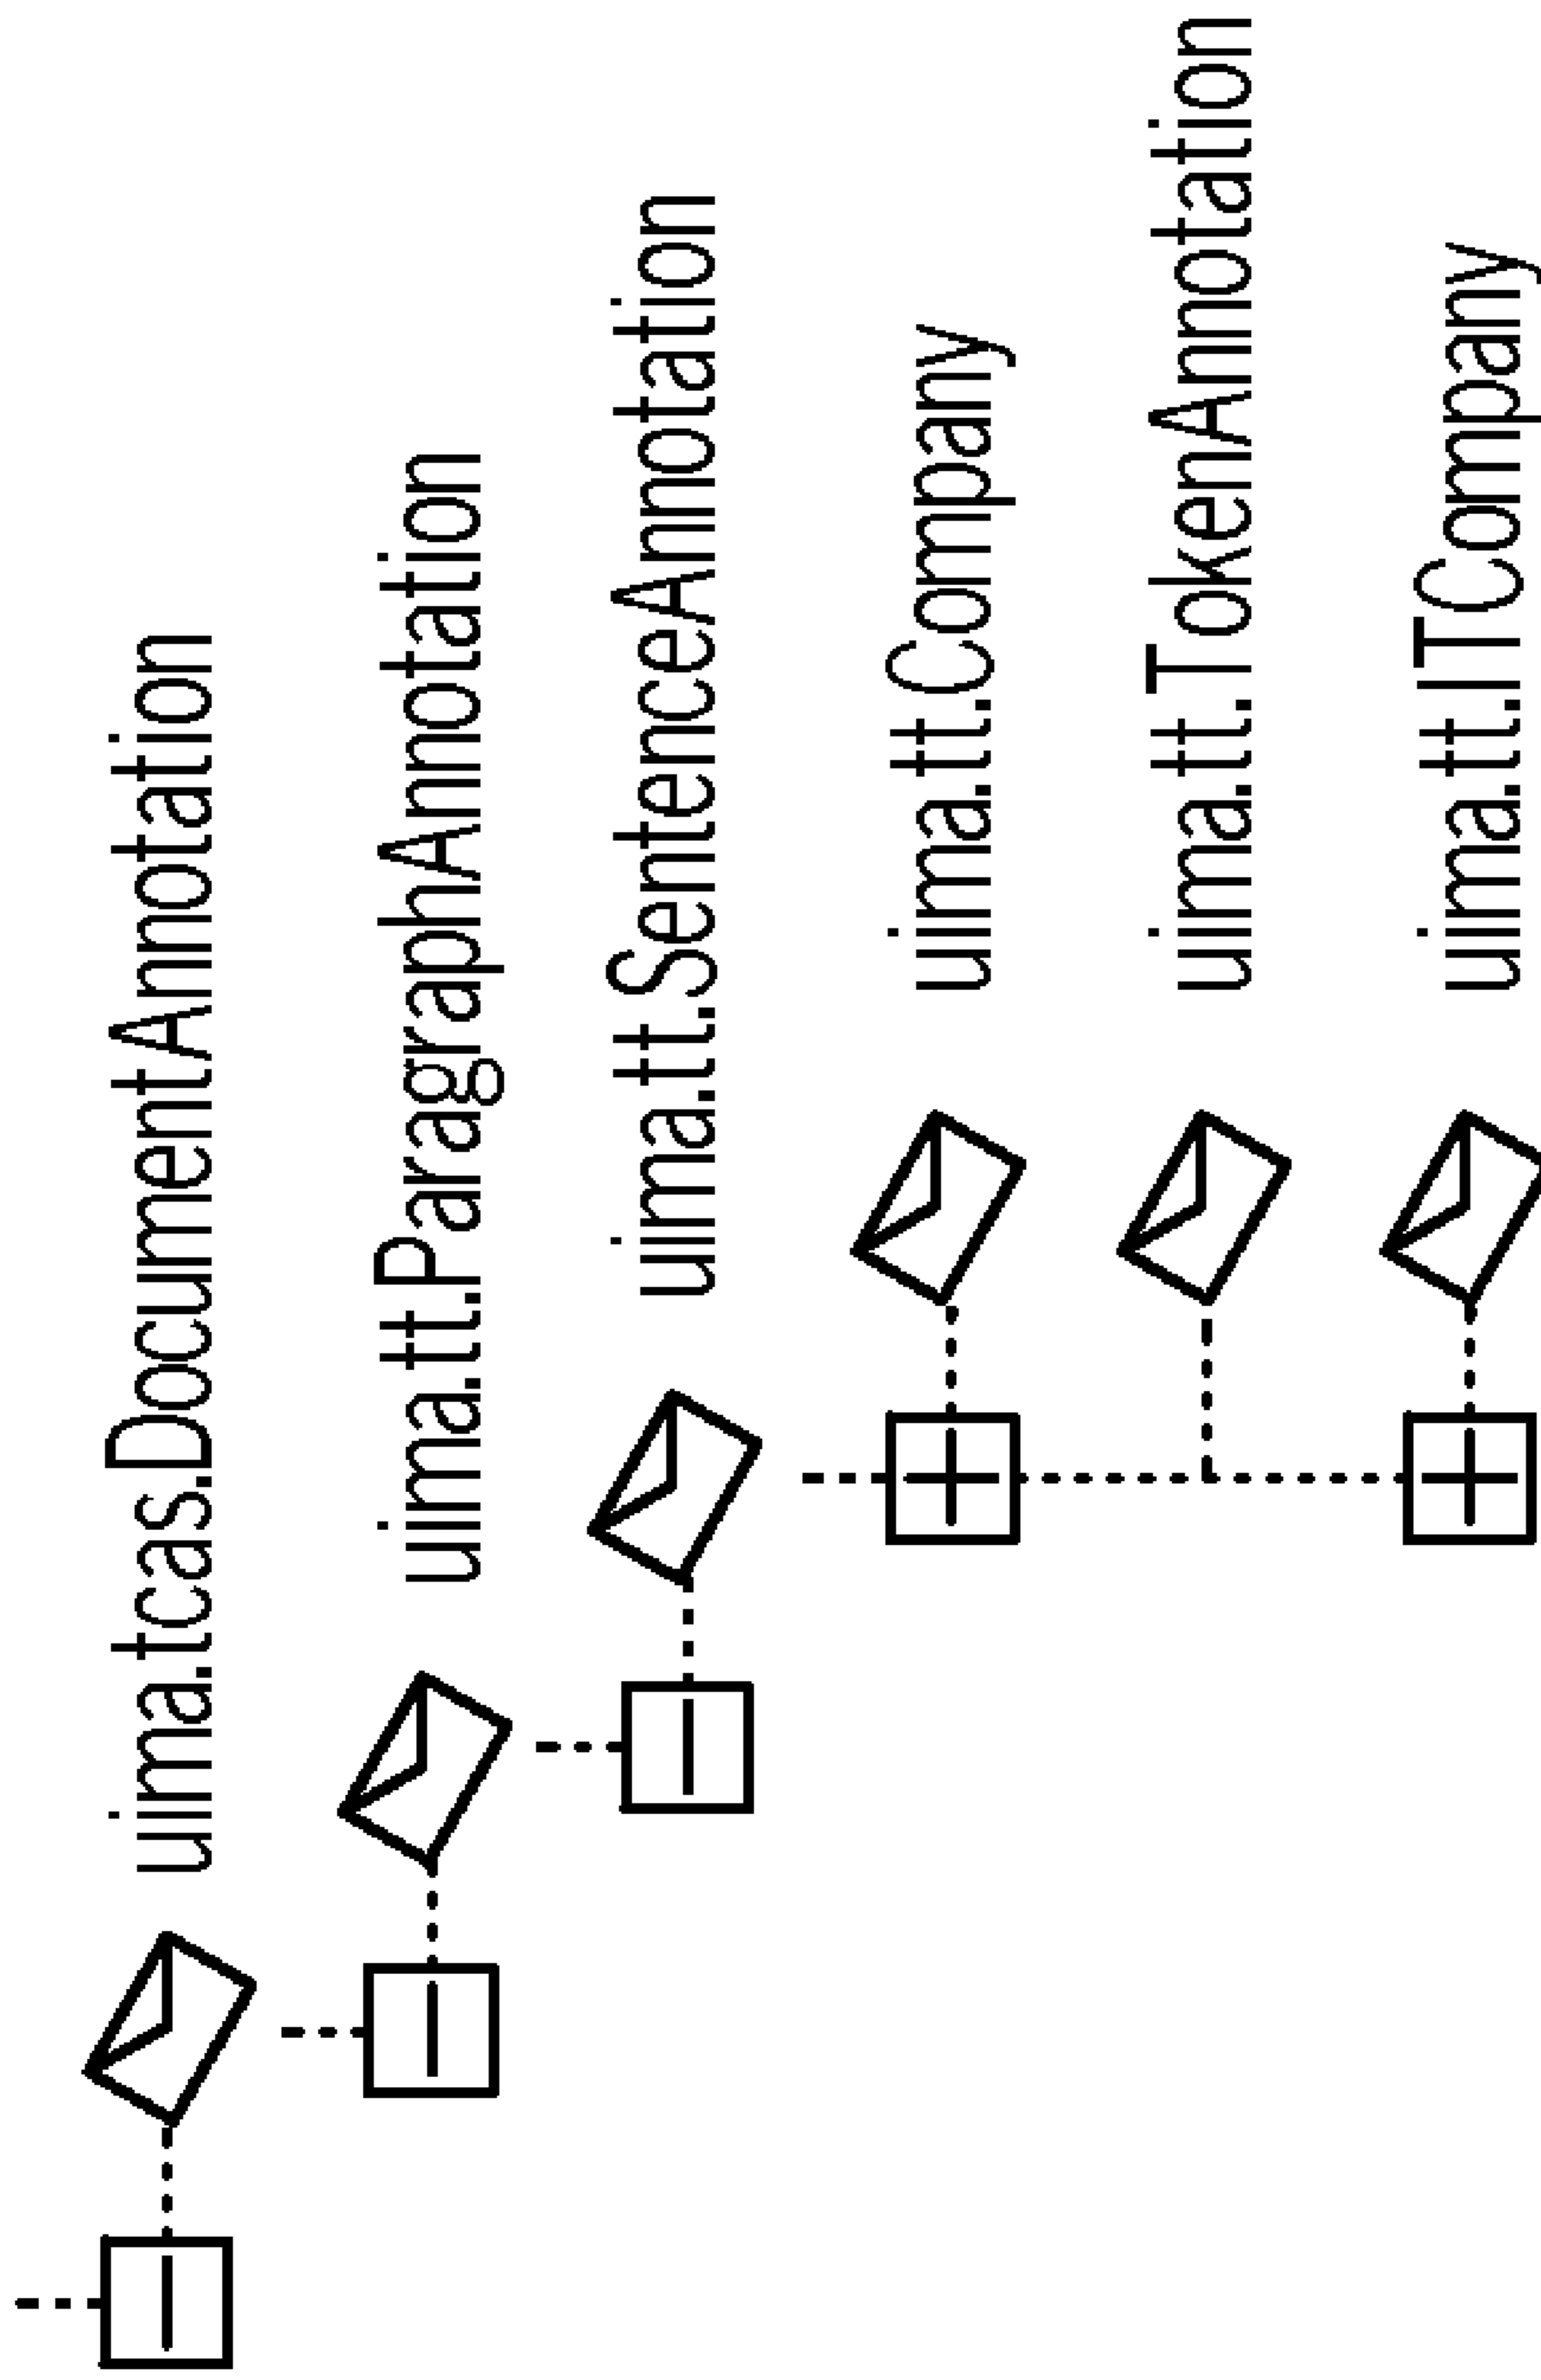 uima.tcas.DocumentAnnotation
uima.tt.ParagraphAnnotation
uima.tt.SentenceAnnotation
uima.tt.Company
uima.tt.TokenAnnotation
uima.tt.ITCompany